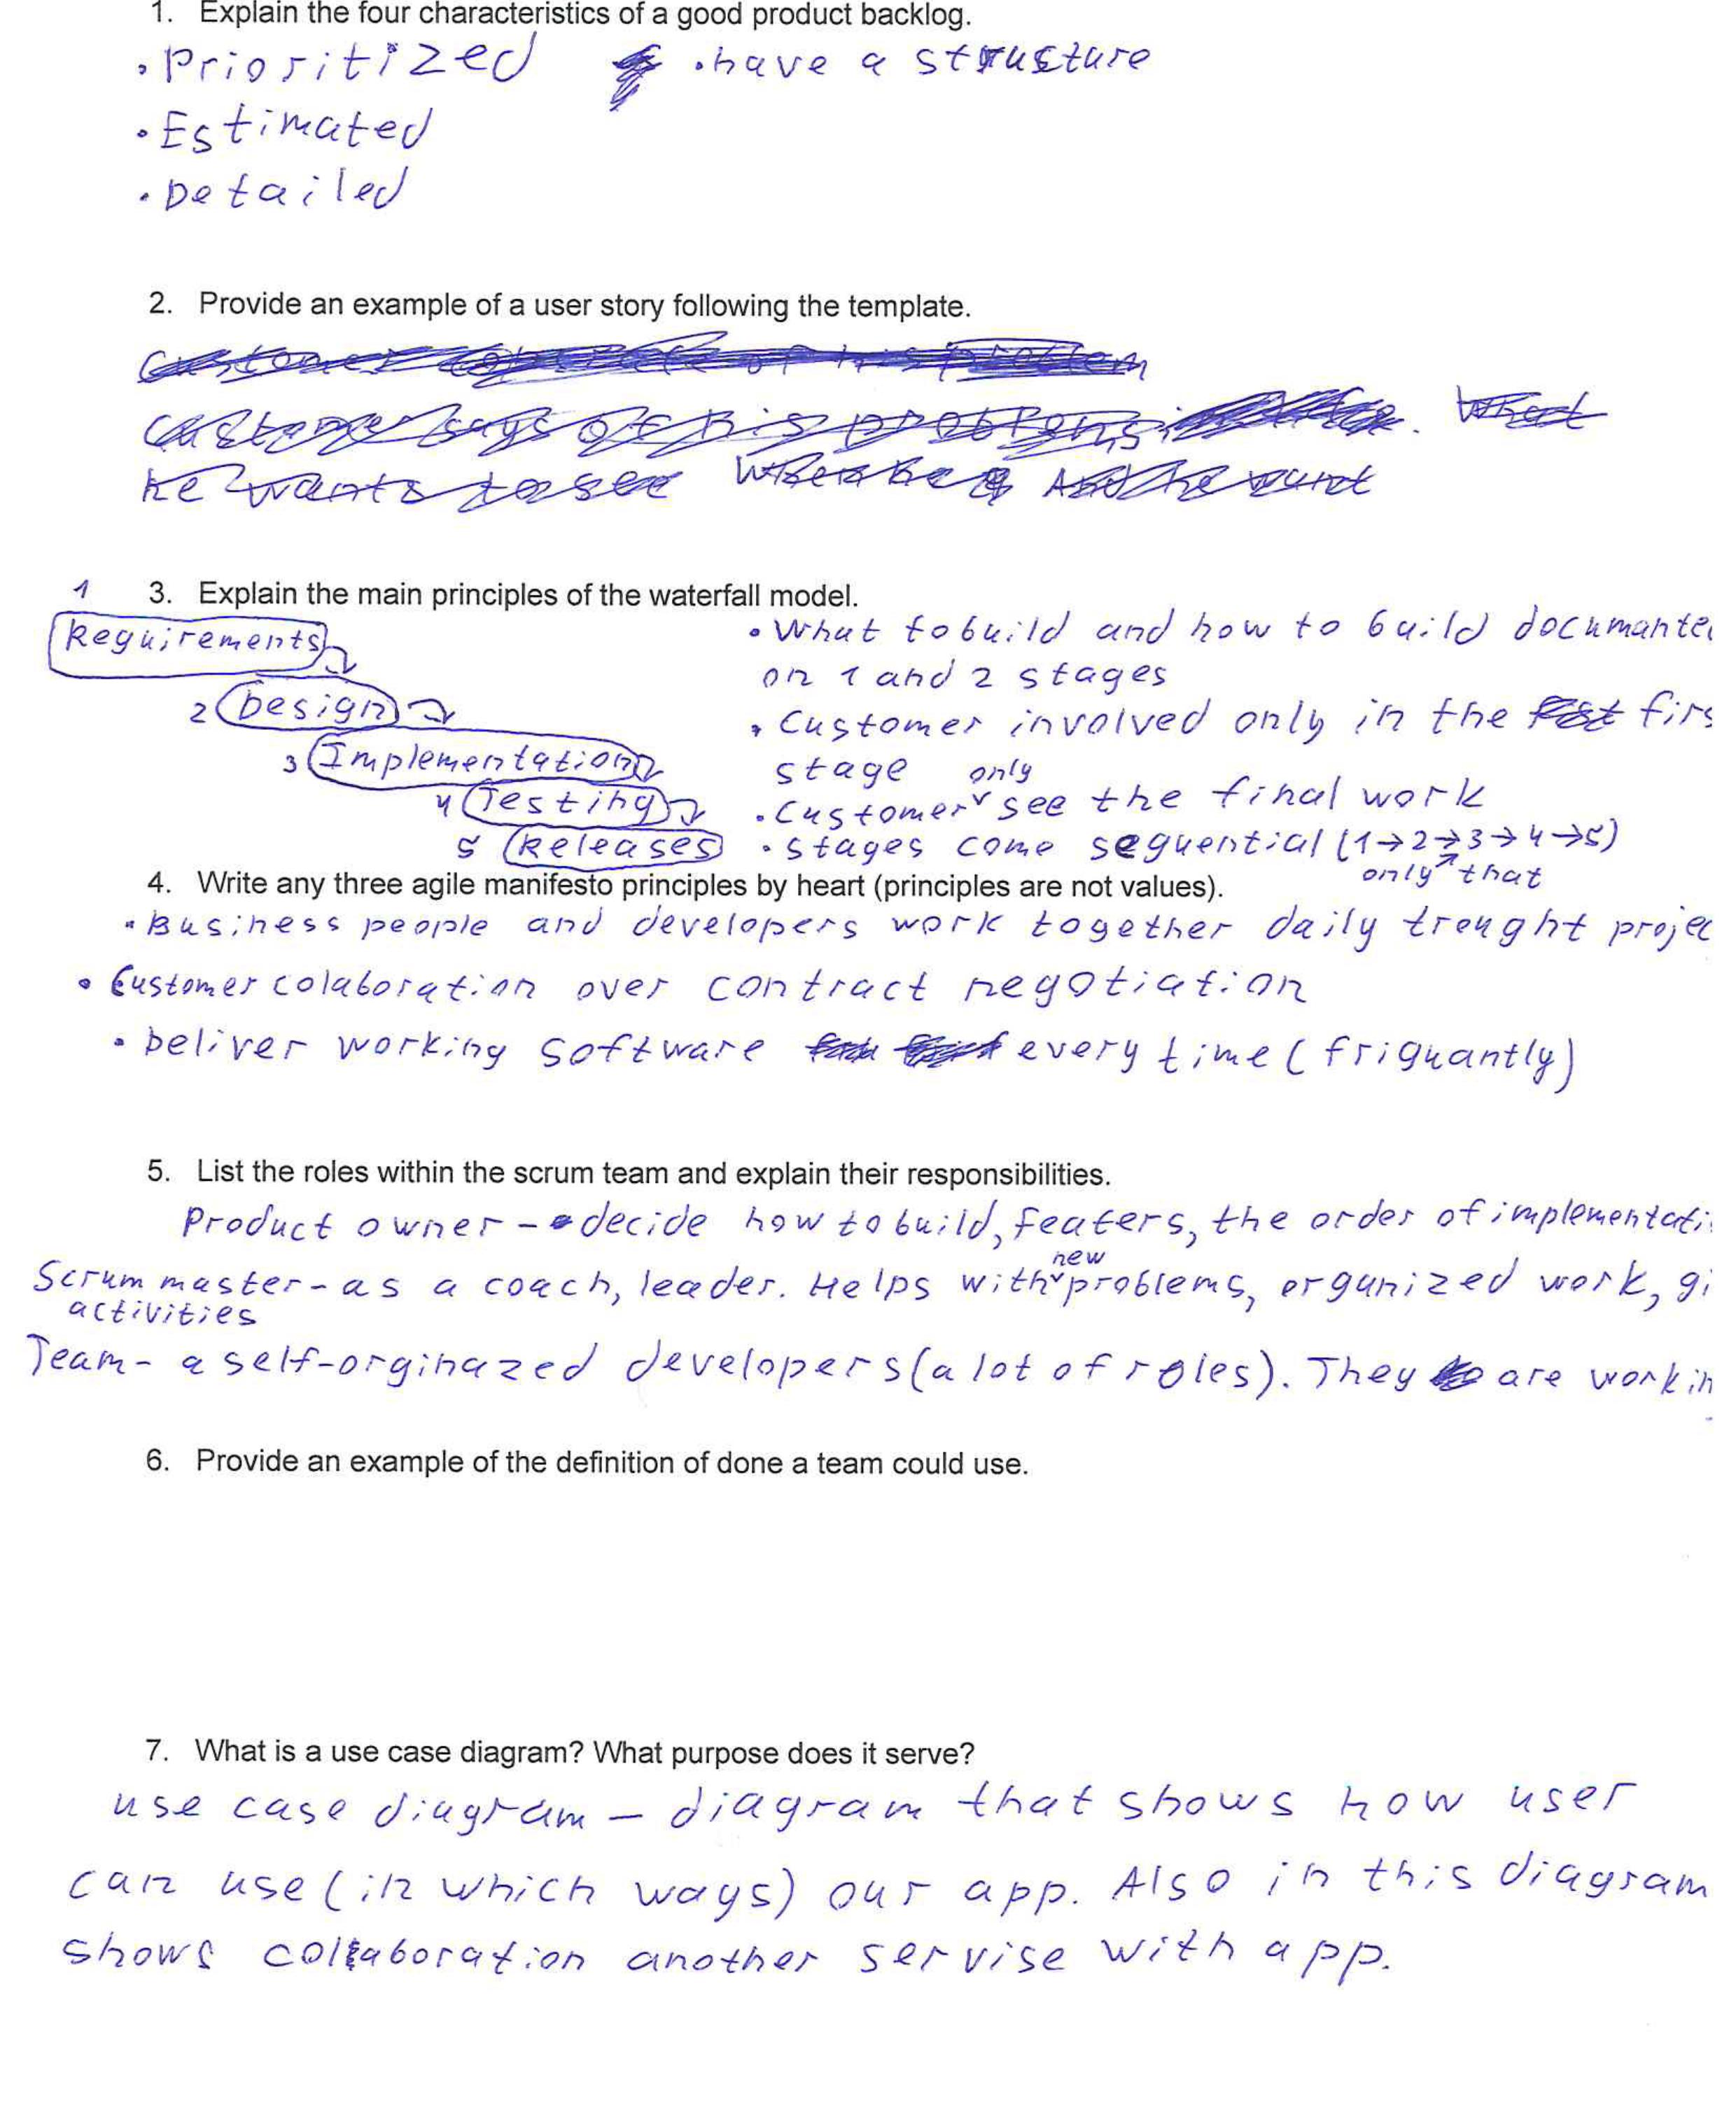 1. Explain the four characteristics of a good product backlog.
• Prioritized • have a structure
• Estimated
• Detailed
2. Provide an example of a user story following the template.
3. Explain the main principles of the waterfall model.
1 Requirements
2 Design
3 Implementation
4 Testing
5 Releases
• What to build and how to build documante
on 1 and 2 stages
• Customer involved only in the firs
stage
• Customer only see the final work
• stages come sequential (1→2→3→4→5)
only that
4. Write any three agile manifesto principles by heart (principles are not values).
• Business people and developers work together daily trought projec
• Customer colaboration over contract negotiation
• Deliver working software every time (friquantly)
5. List the roles within the scrum team and explain their responsibilities.
Product owner - decide how to build, featers, the order of implementati
Scrum master - as a coach, leader. Helps with new problems, organized work, gi
activities
Team - a self-orginazed developers (a lot of roles). They are workin
6. Provide an example of the definition of done a team could use.
7. What is a use case diagram? What purpose does it serve?
use case diagram – diagram that shows how user
can use (in which ways) our app. Also in this diagram
shows collaboration another servise with app.